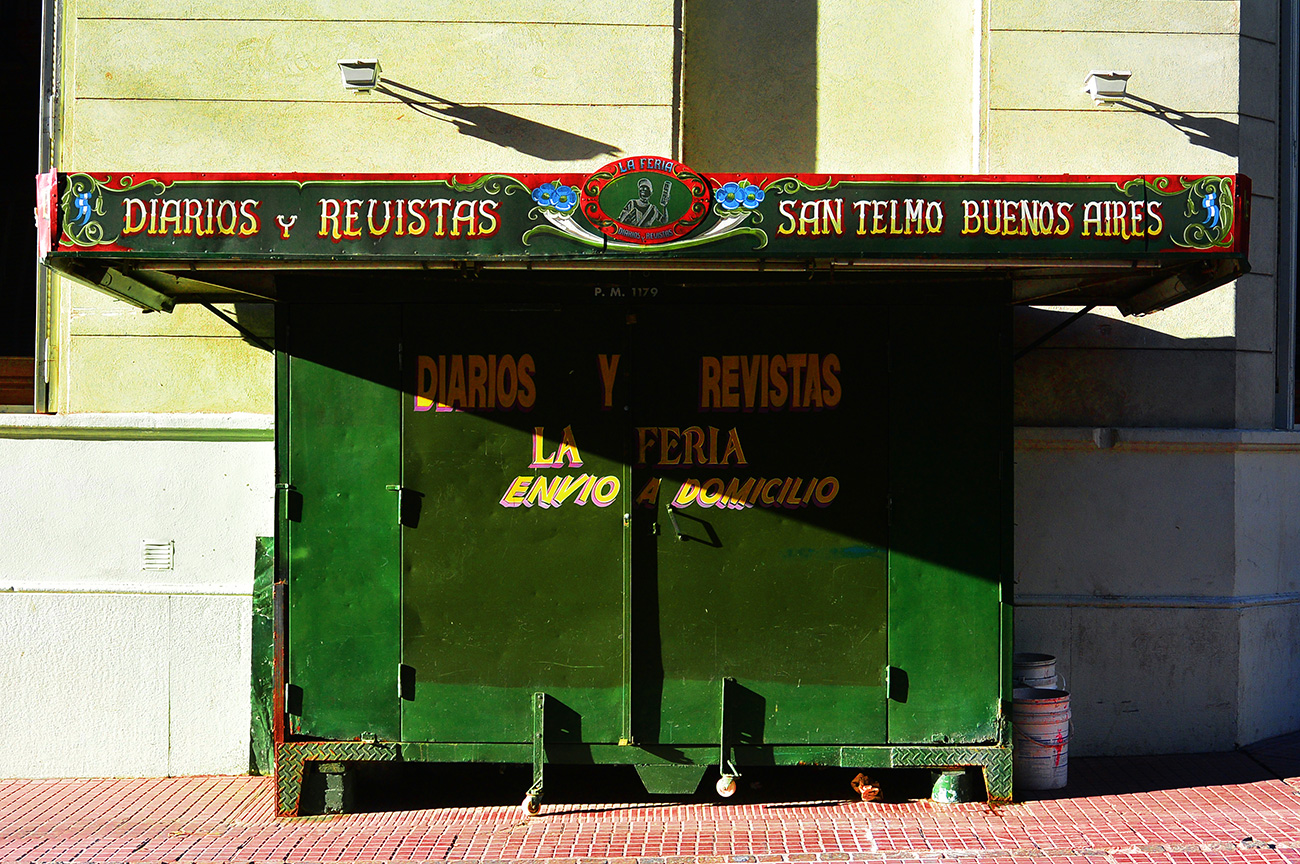 LA FERIA
DIARIOS Y REVISTAS
DIARIOS Y REVISTAS
SAN TELMO BUENOS AIRES
P. M. 1179
DIARIOS Y REVISTAS
LA FERIA
ENVIO A DOMICILIO